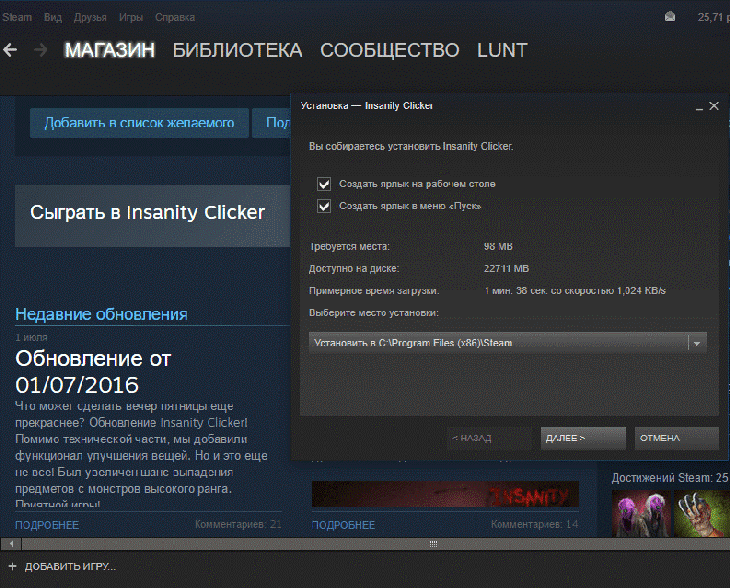 Steam Вид Друзья Игры Справка
25,71 р
МАГАЗИН БИБЛИОТЕКА СООБЩЕСТВО LUNT
Добавить в список желаемого
Под
Установка — Insanity Clicker
Вы собираетесь установить Insanity Clicker.
Создать ярлык на рабочем столе
Создать ярлык в меню «Пуск»
Требуется места: 98 MB
Доступно на диске: 22711 MB
Примерное время загрузки: 1 мин. 38 сек. со скоростью 1,024 KB/s
Выберите место установки:
Установить в C:\Program Files (x86)\Steam
< НАЗАД ДАЛЕЕ > ОТМЕНА
Сыграть в Insanity Clicker
Недавние обновления
1 июля
Обновление от
01/07/2016
Что может сделать вечер пятницы еще
прекраснее? Обновление Insanity Clicker!
Помимо технической части, мы добавили
функционал улучшения вещей. Но и это еще
не все! Был увеличен шанс выпадения
предметов с монстров высокого ранга.
Приятной игры!
ПОДРОБНЕЕ Комментариев: 21
INSANITY
ПОДРОБНЕЕ Комментариев: 14
Достижений Steam: 25
+ ДОБАВИТЬ ИГРУ...